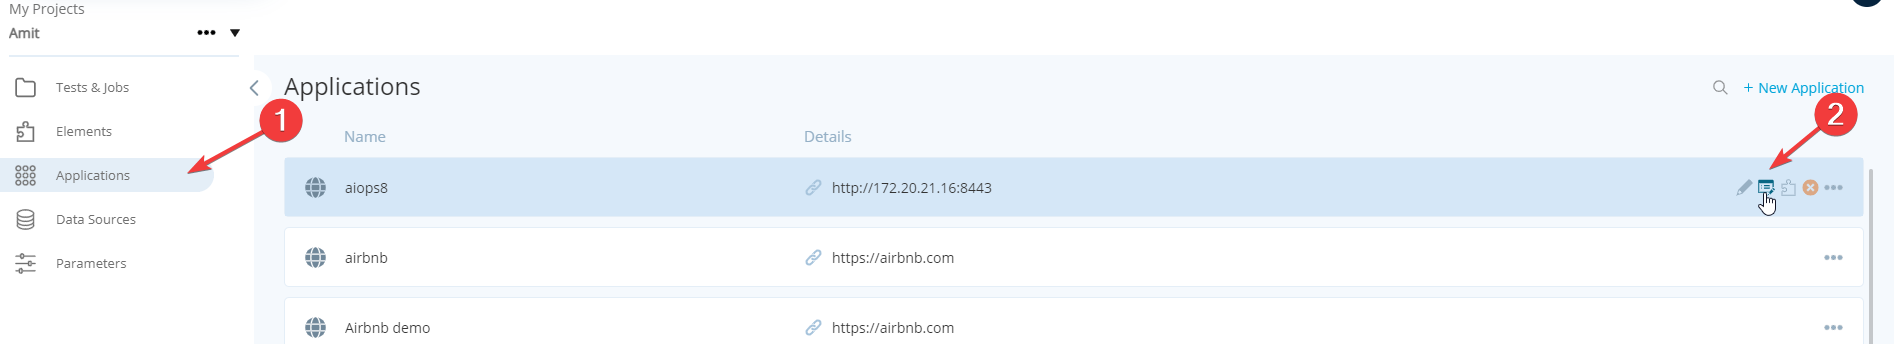 My Projects
Amit
Tests & Jobs
Elements
Applications
Data Sources
Parameters
1
Applications
+ New Application
2
Name Details
aiops8 http://172.20.21.16:8443
airbnb https://airbnb.com
Airbnb demo https://airbnb.com